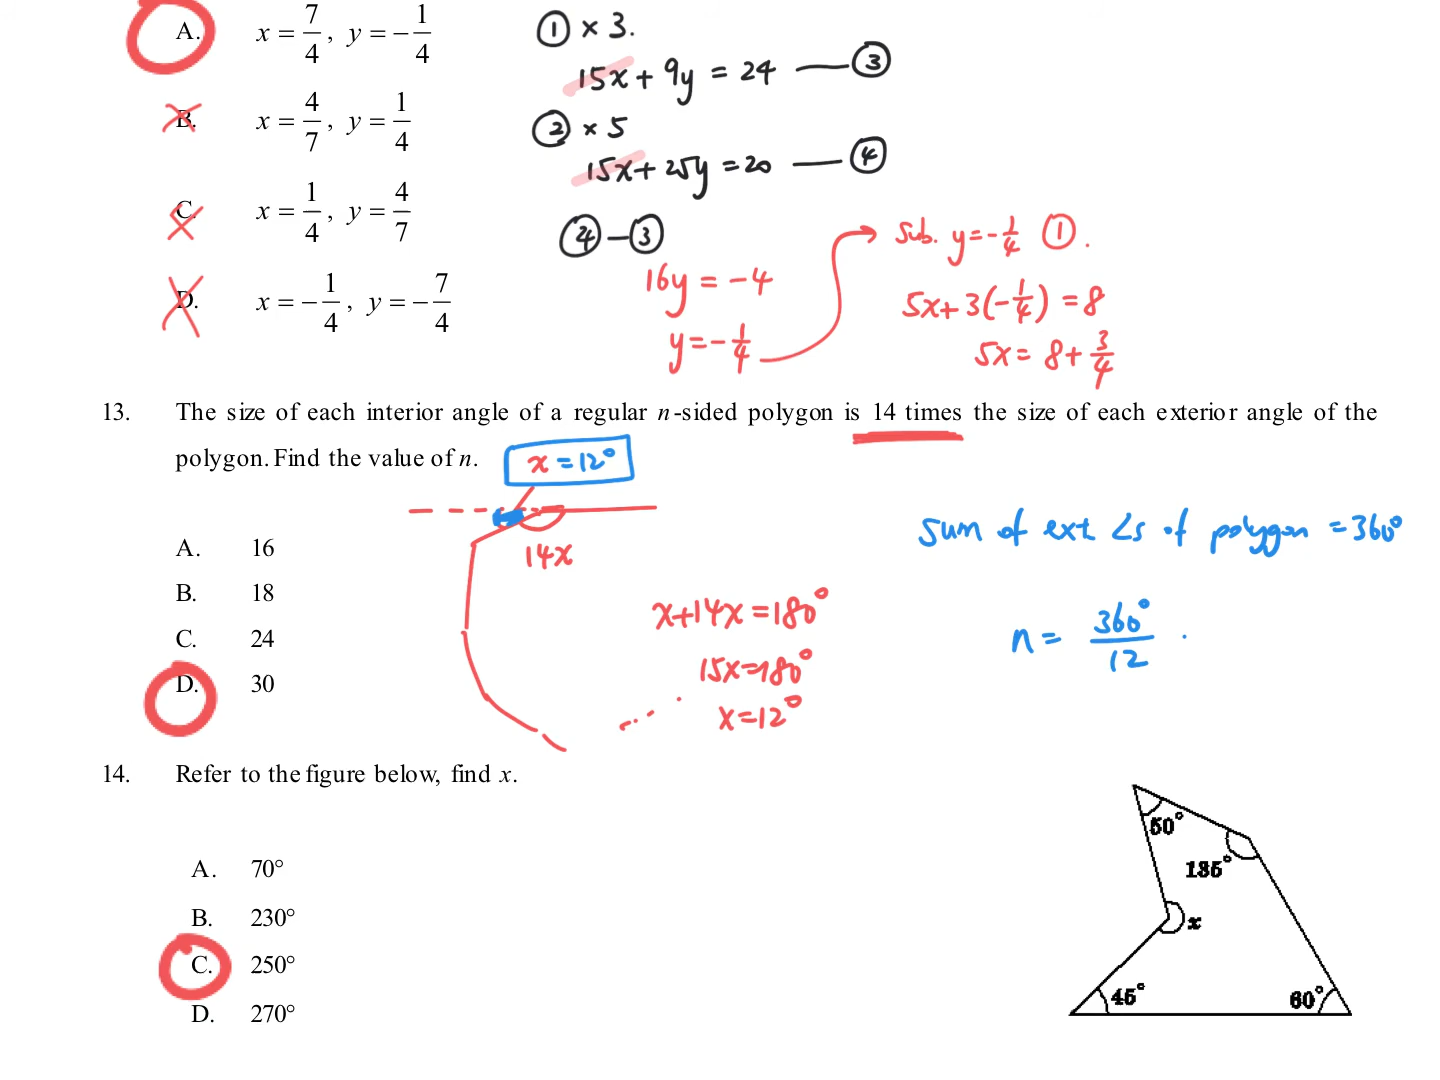 A. x = 7/4, y = −1/4
① × 3.
15x + 9y = 24 —③
B. x = 4/7, y = 1/4
② × 5
15x + 25y = 20 —④
C. x = 1/4, y = 4/7
④ − ③
sub. y = −1/4 ①.
16y = −4
D. x = −1/4, y = −7/4
5x + 3(−1/4) = 8
y = −1/4
5x = 8 + 3/4
13. The size of each interior angle of a regular n-sided polygon is 14 times the size of each exterior angle of the
polygon. Find the value of n.
x = 12°
14x
sum of ext ∠s of polygon = 360°
A. 16
B. 18
C. 24
D. 30
x + 14x = 180°
15x = 180°
x = 12°
n = 360°/12
14. Refer to the figure below, find x.
A. 70°
B. 230°
C. 250°
D. 270°
50°
135°
x
45°
60°